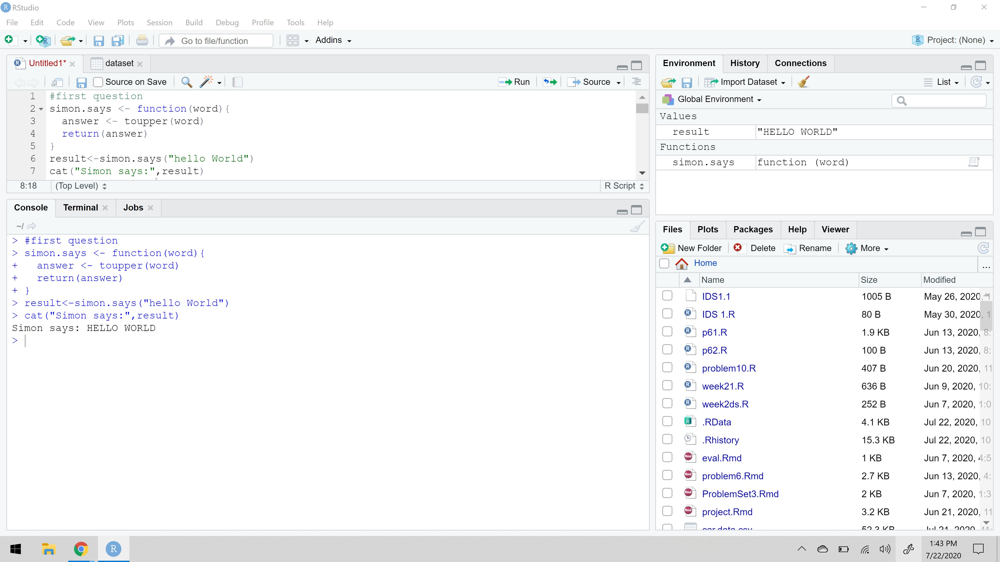 RStudio
File Edit Code View Plots Session Build Debug Profile Tools Help
Go to file/function Addins Project: (None)
Untitled1* dataset
Source on Save Run Source
1 #first question
2 simon.says <- function(word){
3 answer <- toupper(word)
4 return(answer)
5 }
6 result<-simon.says("hello World")
7 cat("Simon says:",result)
8:18 (Top Level) R Script
Console Terminal Jobs
~/
> #first question
> simon.says <- function(word){
+ answer <- toupper(word)
+ return(answer)
+ }
> result<-simon.says("hello World")
> cat("Simon says:",result)
Simon says: HELLO WORLD
>
Environment History Connections
Import Dataset List
Global Environment
Values
result "HELLO WORLD"
Functions
simon.says function (word)
Files Plots Packages Help Viewer
New Folder Delete Rename More
Home ...
Name Size Modified
IDS1.1 1005 B May 26, 2020, 1
IDS 1.R 80 B May 30, 2020, 1
p61.R 1.9 KB Jun 13, 2020, 8:
p62.R 100 B Jun 13, 2020, 8:
problem10.R 407 B Jun 20, 2020, 11
week21.R 636 B Jun 9, 2020, 10:
week2ds.R 252 B Jun 7, 2020, 1:0
.RData 4.1 KB Jul 22, 2020, 10
.Rhistory 15.3 KB Jul 22, 2020, 10
eval.Rmd 1 KB Jun 7, 2020, 4:5
problem6.Rmd 2.7 KB Jun 13, 2020, 4:
ProblemSet3.Rmd 2 KB Jun 7, 2020, 1:3
project.Rmd 3.2 KB Jun 21, 2020, 11
1:43 PM
7/22/2020